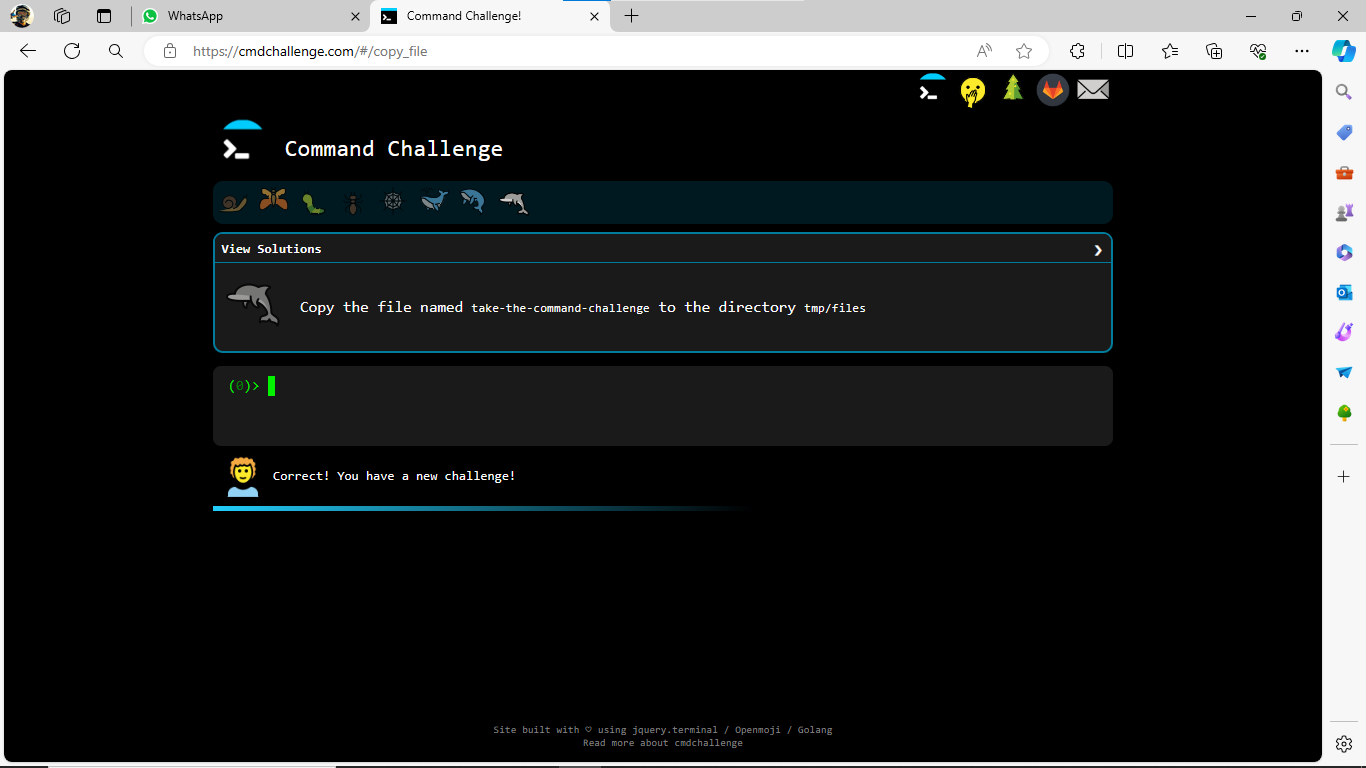 WhatsApp
Command Challenge!
https://cmdchallenge.com/#/copy_file
Command Challenge
View Solutions
Copy the file named take-the-command-challenge to the directory tmp/files
(0)>
Correct! You have a new challenge!
Site built with ♡ using jquery.terminal / Openmoji / Golang
Read more about cmdchallenge